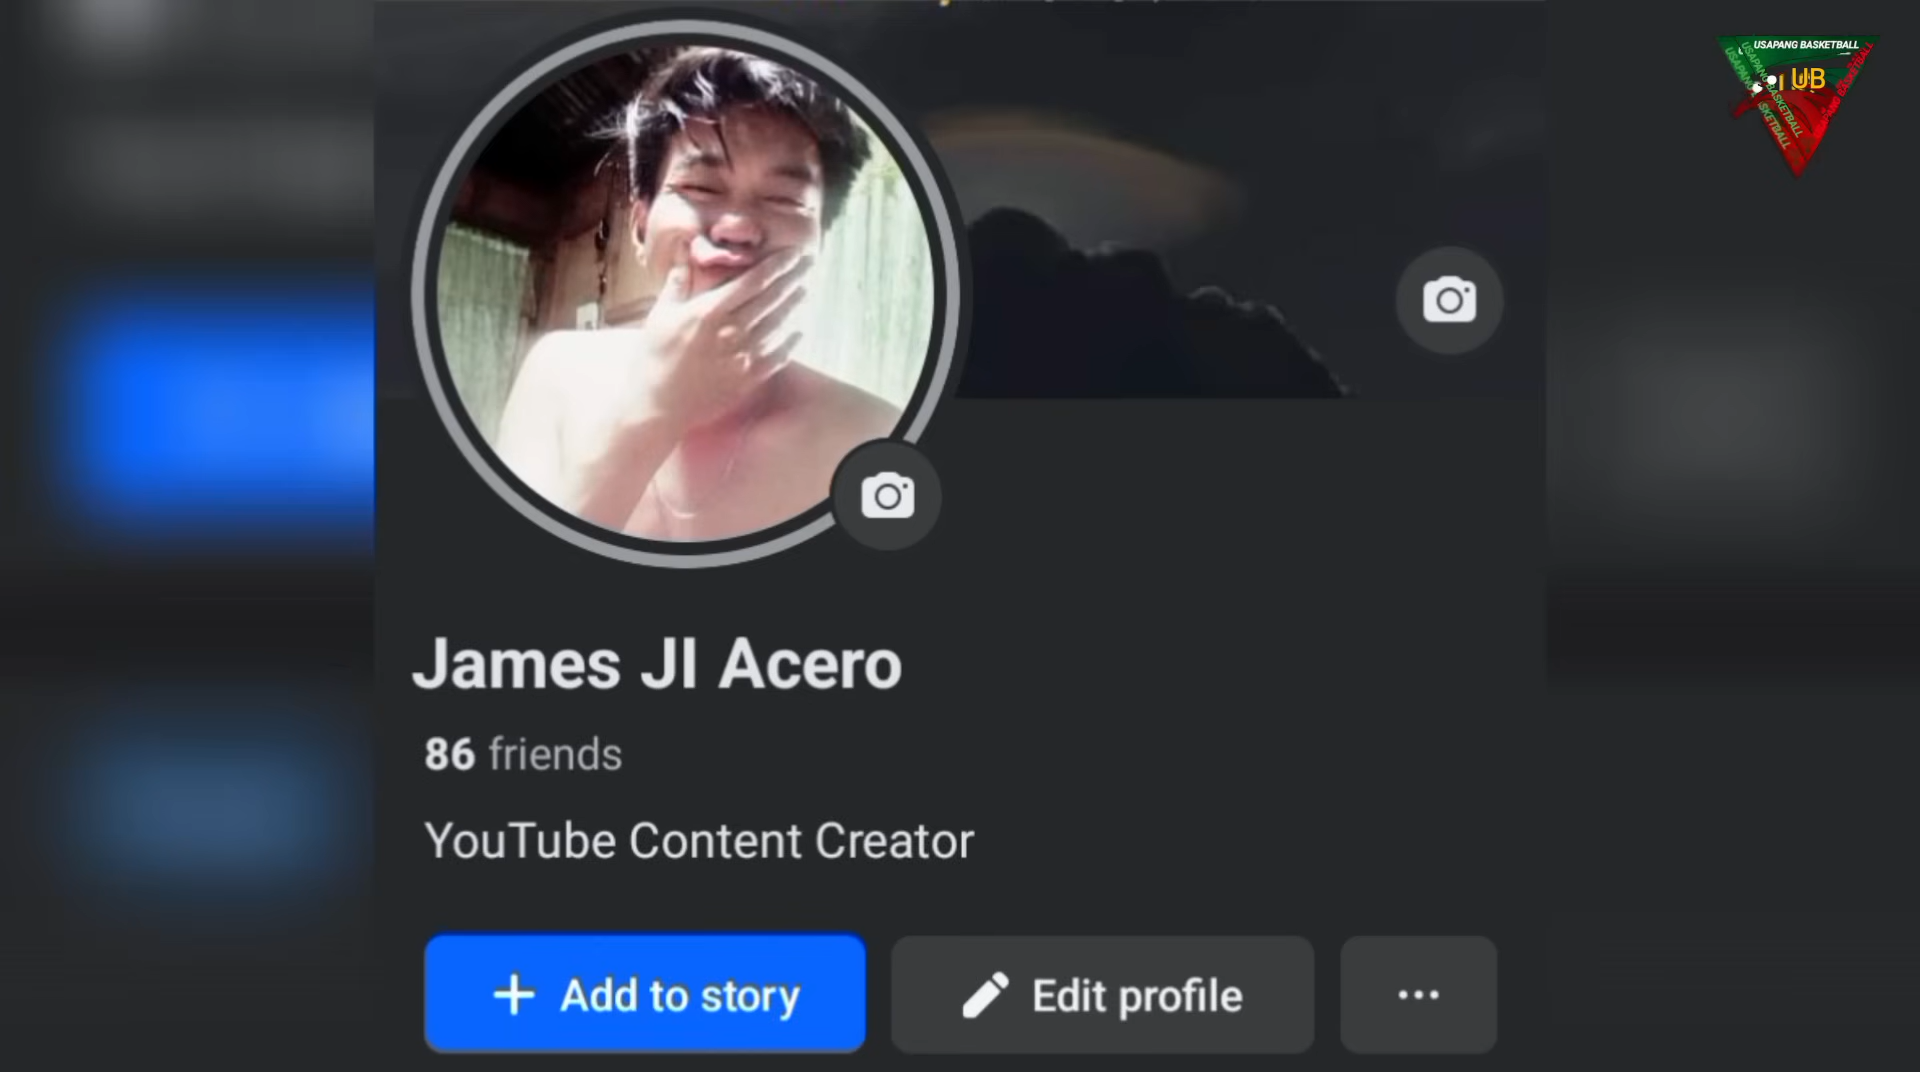 USAPANG BASKETBALL
UB
James JI Acero
86 friends
YouTube Content Creator
Add to story
Edit profile